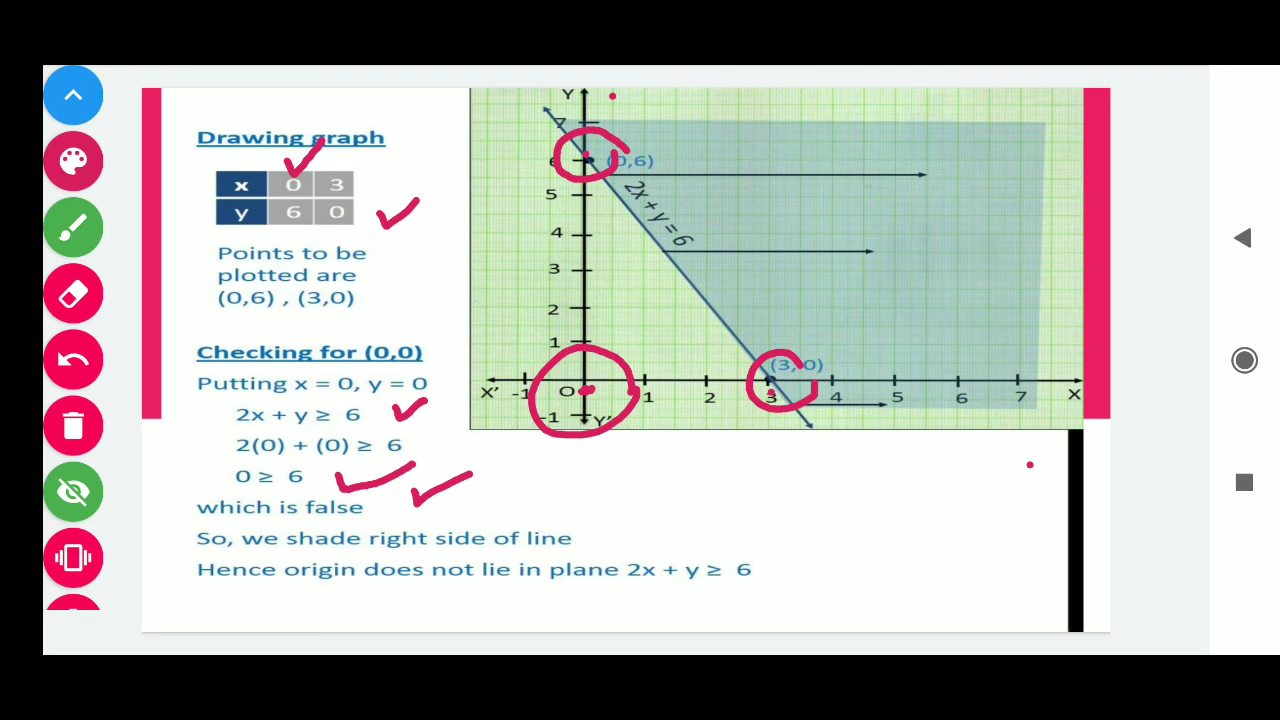 Drawing graph
x 0 3
y 6 0
Points to be
plotted are
(0,6) , (3,0)
Checking for (0,0)
Putting x = 0, y = 0
2x + y ≥ 6
2(0) + (0) ≥ 6
0 ≥ 6
which is false
So, we shade right side of line
Hence origin does not lie in plane 2x + y ≥ 6
Y
7
6 (0,6)
5
2x + y = 6
4
3
2
1
(3, 0)
X' -1 O 1 2 3 4 5 6 7 X
-1 Y'